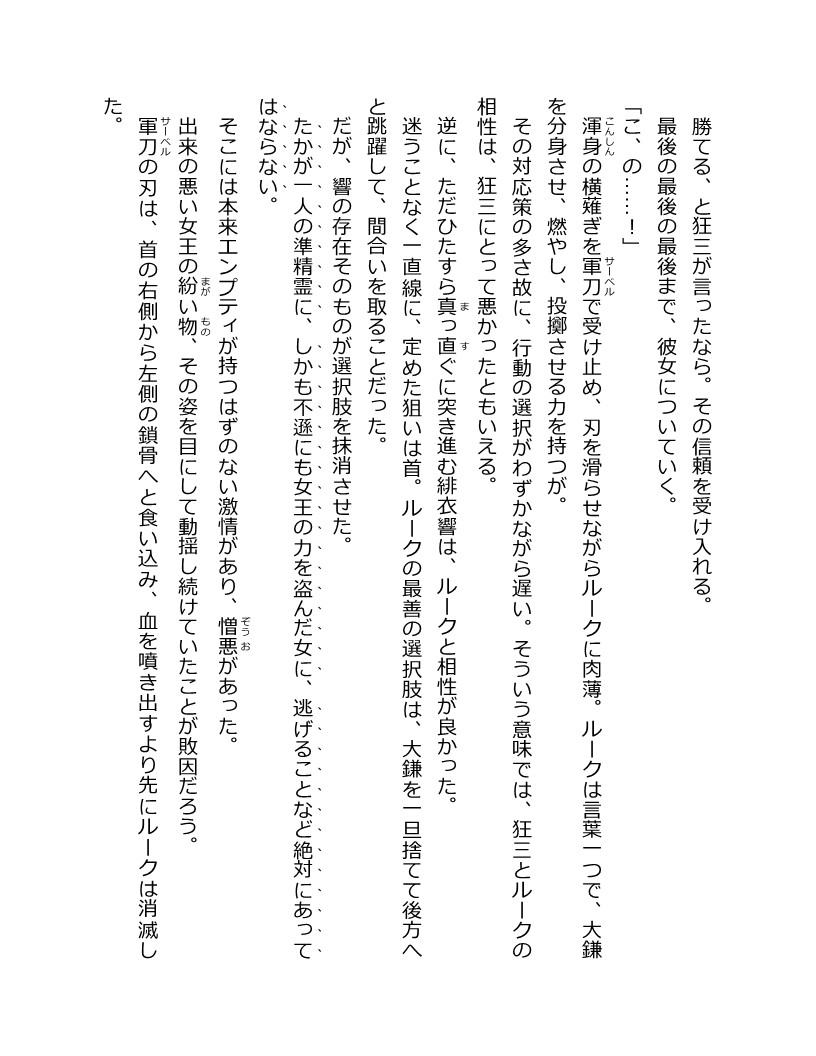 勝てる、と狂三が言ったなら。その信頼を受け入れる。
最後の最後の最後まで、彼女についていく。
「こ、の……！」
渾身の横薙ぎを軍刀で受け止め、刃を滑らせながらルークに肉薄。ルークは言葉一つで、大鎌
を分身させ、燃やし、投擲させる力を持つが。
その対応策の多さ故に、行動の選択がわずかながら遅い。そういう意味では、狂三とルークの
相性は、狂三にとって悪かったともいえる。
逆に、ただひたすら真っ直ぐに突き進む緋衣響は、ルークと相性が良かった。
迷うことなく一直線に、定めた狙いは首。ルークの最善の選択肢は、大鎌を一旦捨てて後方へ
と跳躍して、間合いを取ることだった。
だが、響の存在そのものが選択肢を抹消させた。
たかが一人の準精霊に、しかも不遜にも女王の力を盗んだ女に、逃げることなど絶対にあって
はならない。
そこには本来エンプティが持つはずのない激情があり、憎悪があった。
出来の悪い女王の紛い物、その姿を目にして動揺し続けていたことが敗因だろう。
軍刀の刃は、首の右側から左側の鎖骨へと食い込み、血を噴き出すより先にルークは消滅し
た。